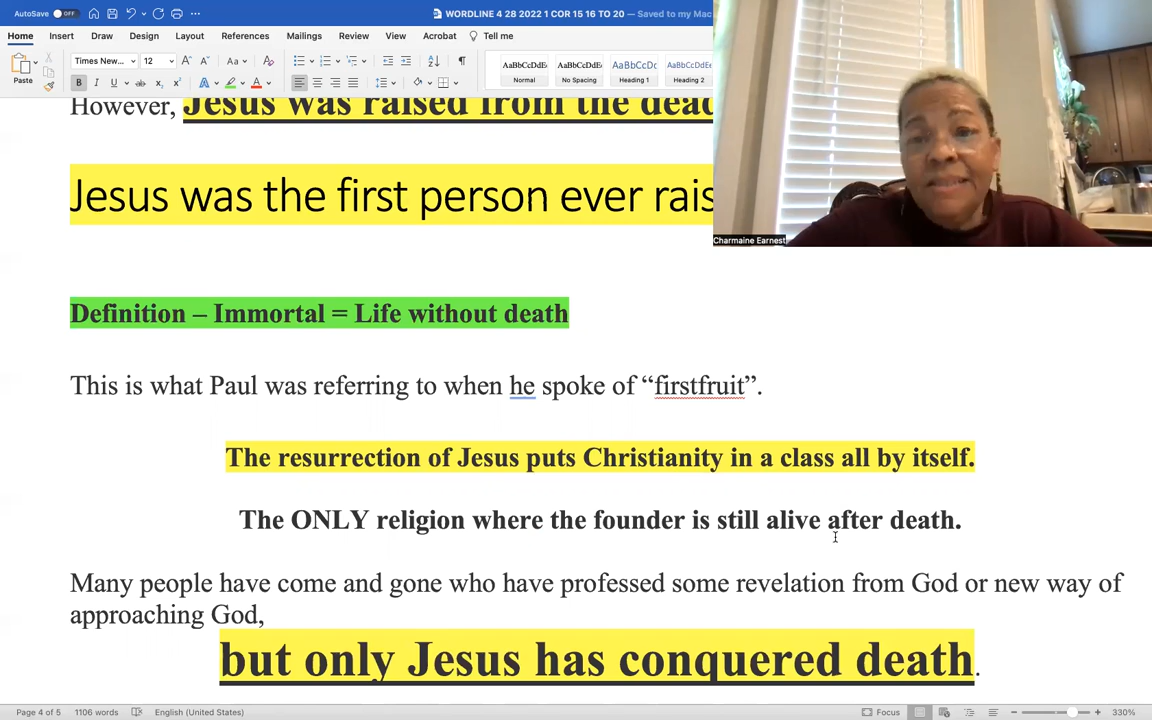 AutoSave OFF
WORDLINE 4 28 2022 1 COR 15 16 TO 20 — Saved to my Mac
Home Insert Draw Design Layout References Mailings Review View Acrobat Tell me
Times New... 12
Paste
AaBbCcDdE
AaBbCcDdE
AaBbCcDc
AaBbCcDdE
Normal
No Spacing
Heading 1
Heading 2
However, Jesus was raised from the dead
Jesus was the first person ever rais
Charmaine Earnest
Definition – Immortal = Life without death
This is what Paul was referring to when he spoke of “firstfruit”.
The resurrection of Jesus puts Christianity in a class all by itself.
The ONLY religion where the founder is still alive after death.
Many people have come and gone who have professed some revelation from God or new way of
approaching God,
but only Jesus has conquered death.
Page 4 of 5 1106 words English (United States) Focus 330%